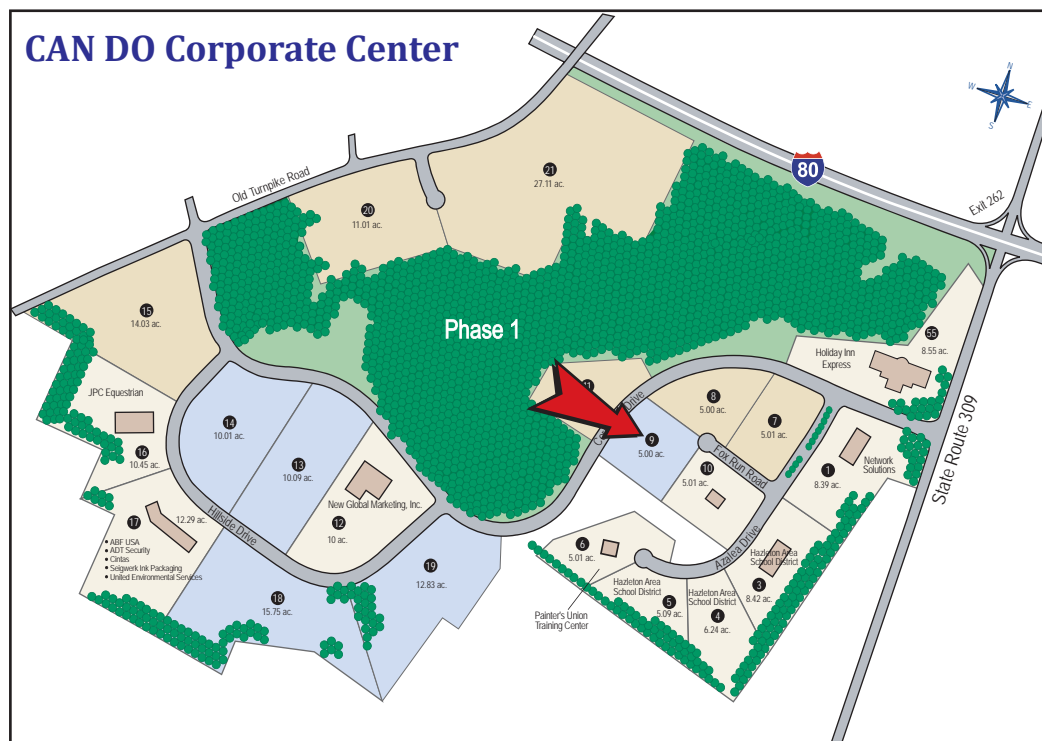 CAN DO Corporate Center
N
W
E
S
80
Exit 262
Old Turnpike Road
21
27.11 ac.
20
11.01 ac.
15
14.03 ac.
Phase 1
55
8.55 ac.
Holiday Inn
Express
11
Drive
8
5.00 ac.
7
5.01 ac.
State Route 309
JPC Equestrian
14
10.01 ac.
9
5.00 ac.
Fox Run Road
10
5.01 ac.
1
8.39 ac.
Network
Solutions
16
10.45 ac.
13
10.09 ac.
New Global Marketing, Inc.
12
10 ac.
17
12.29 ac.
• ABF USA
• ADT Security
• Cintas
• Seigwerk Ink Packaging
• United Environmental Services
Hillside Drive
19
12.83 ac.
18
15.75 ac.
6
5.01 ac.
Azalea Drive
Hazleton Area
School District
3
8.42 ac.
Hazleton Area
School District
5
5.09 ac.
Hazleton Area
School District
4
6.24 ac.
Painter's Union
Training Center